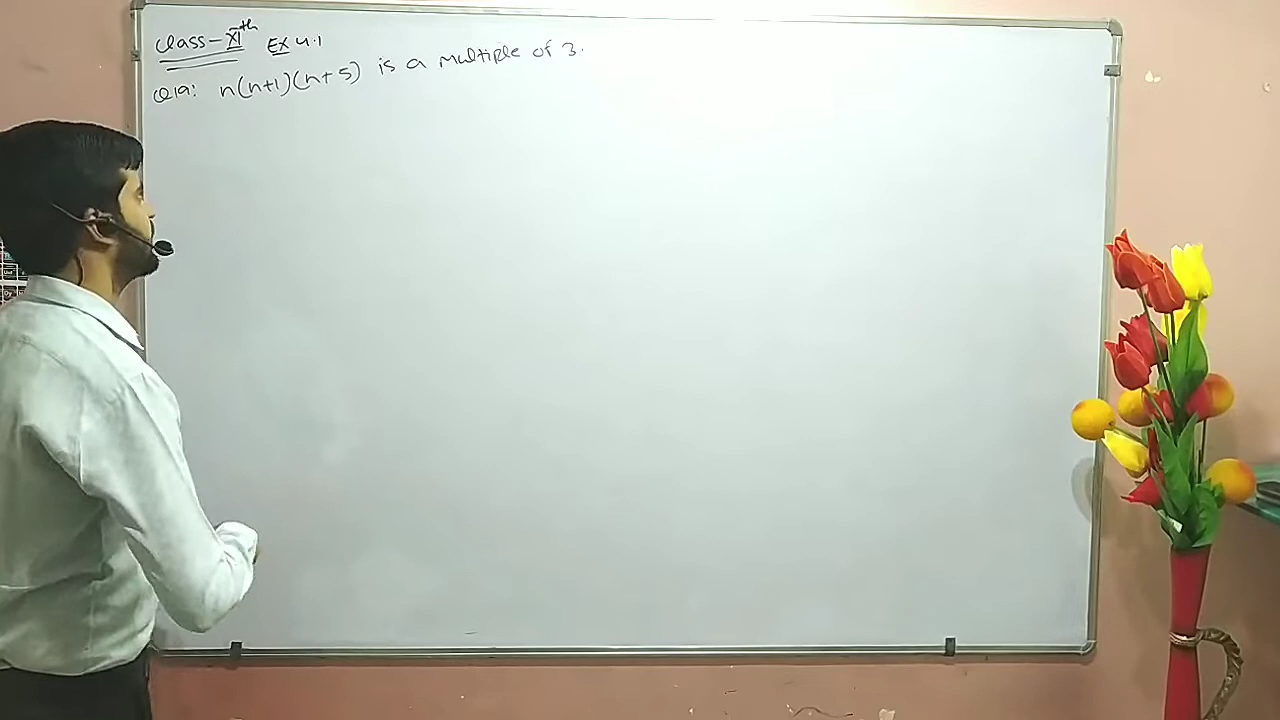 Class-XIth Ex 4.1
Q19: n(n+1)(n+5) is a multiple of 3.